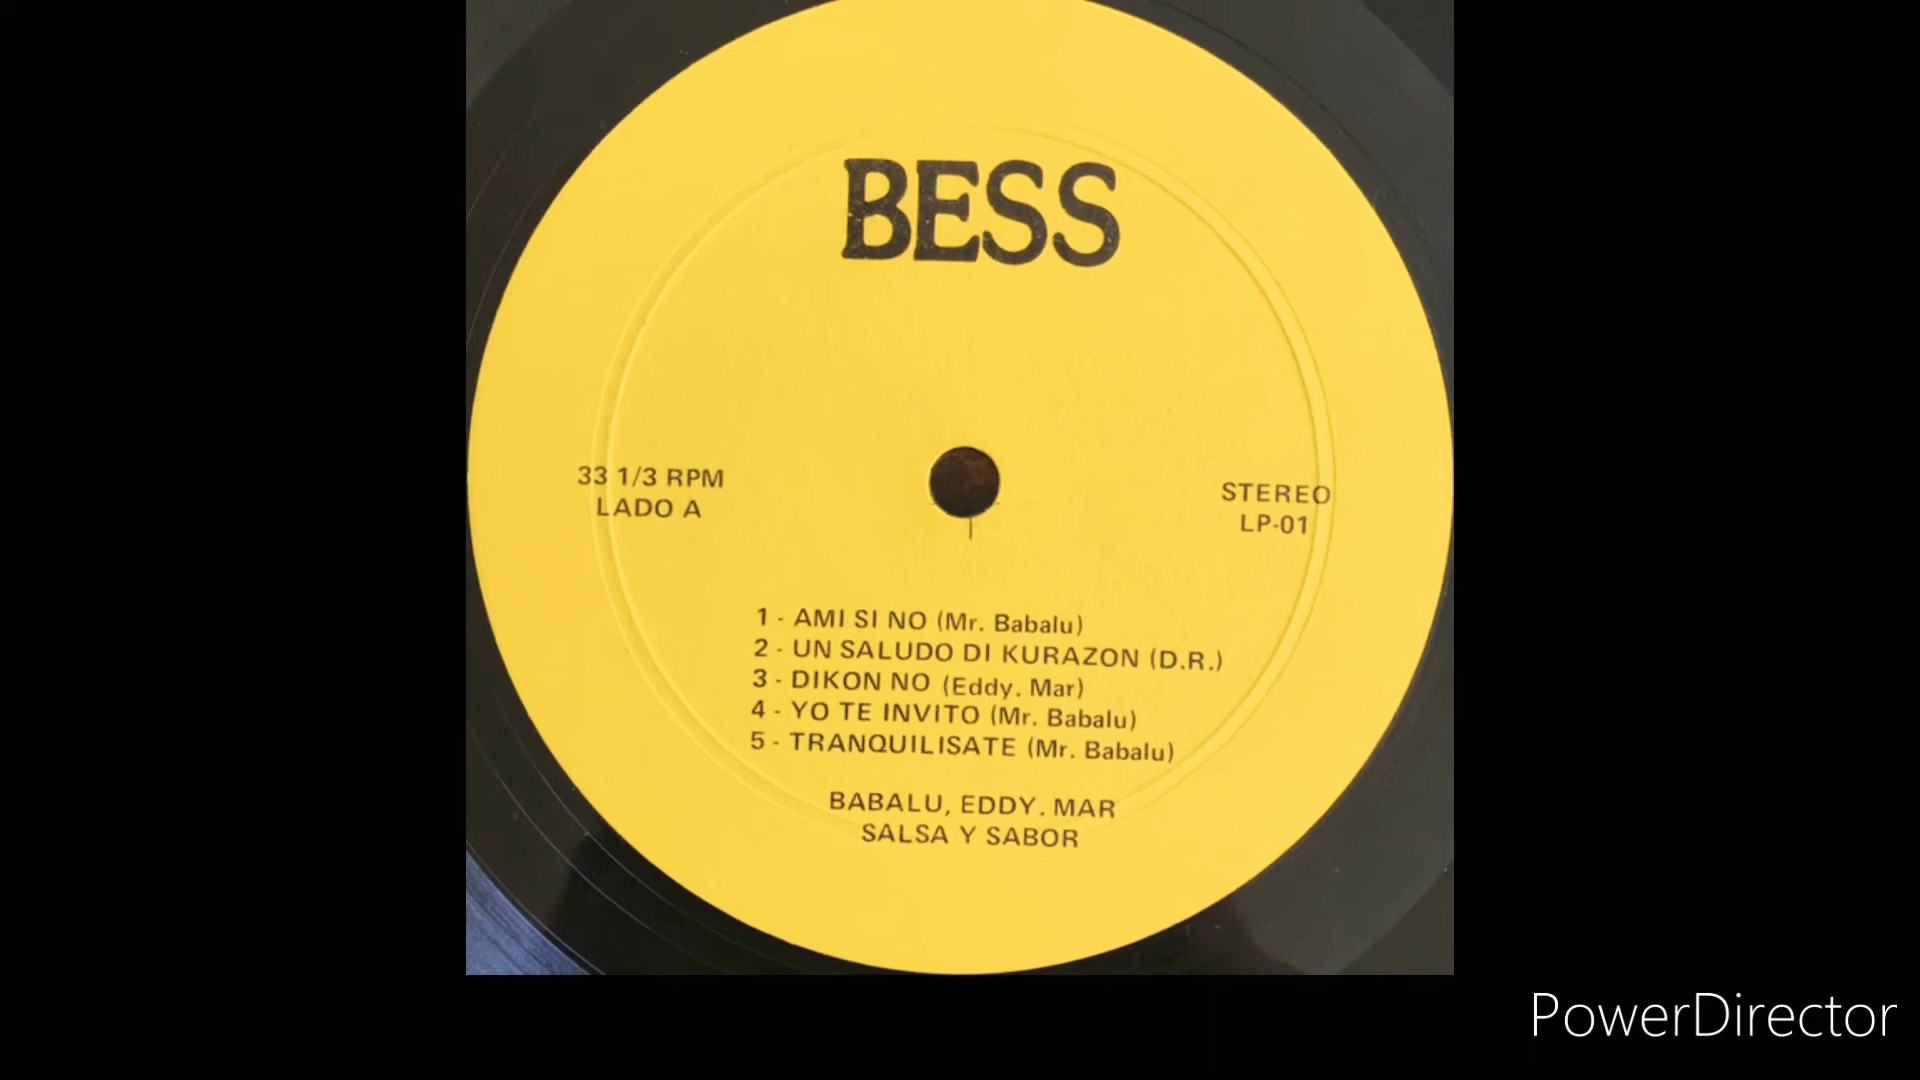 BESS
33 1/3 RPM
LADO A
STEREO
LP-01
1 - AMI SI NO (Mr. Babalu)
2 - UN SALUDO DI KURAZON (D.R.)
3 - DIKON NO (Eddy. Mar)
4 - YO TE INVITO (Mr. Babalu)
5 - TRANQUILISATE (Mr. Babalu)
BABALU, EDDY. MAR
SALSA Y SABOR
PowerDirector